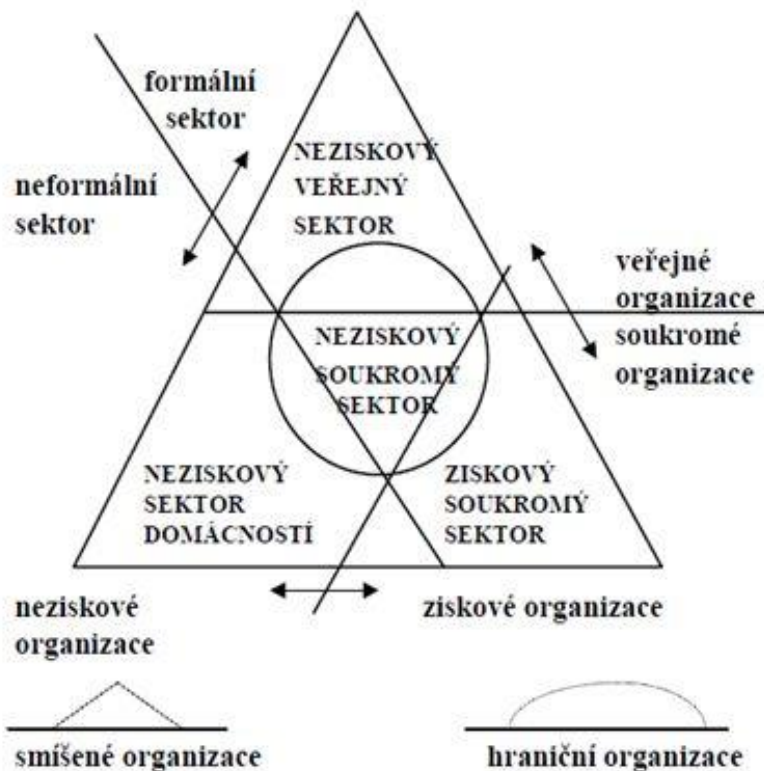 formální
sektor
neformální
sektor
NEZISKOVÝ
VEŘEJNÝ
SEKTOR
veřejné
organizace
soukromé
organizace
NEZISKOVÝ
SOUKROMÝ
SEKTOR
NEZISKOVÝ
SEKTOR
DOMÁCNOSTÍ
ZISKOVÝ
SOUKROMÝ
SEKTOR
neziskové
organizace
ziskové organizace
smíšené organizace
hraniční organizace